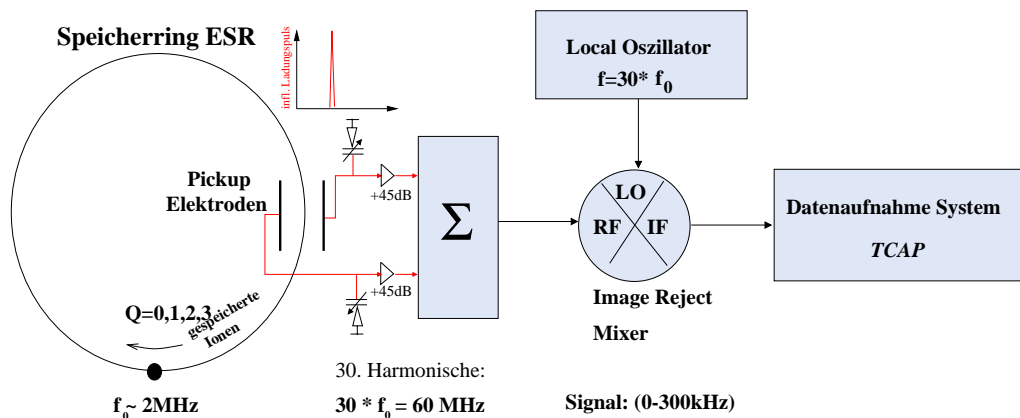 Speicherring ESR
infl. Ladungspuls
Local Oszillator
f=30* f0
Pickup
Elektroden
+45dB
+45dB
Σ
LO
RF
IF
Image Reject
Mixer
Datenaufnahme System
TCAP
Q=0,1,2,3
gespeicherte
Ionen
f0 ~ 2MHz
30. Harmonische:
30 * f0 = 60 MHz
Signal: (0-300kHz)